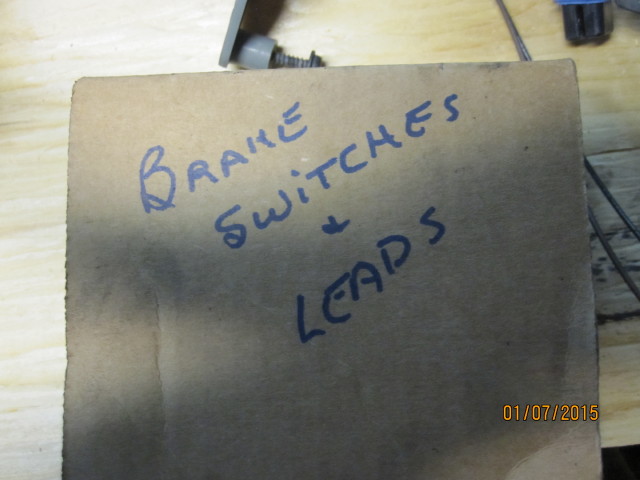 BRAKE
SWITCHES
+
LEADS
01/07/2015